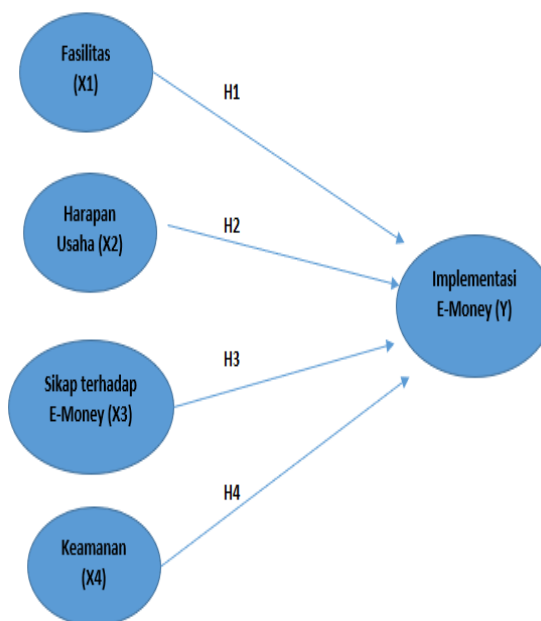 Fasilitas
(X1)
H1
Harapan
Usaha (X2)
H2
Implementasi
E-Money (Y)
Sikap terhadap
E-Money (X3)
H3
H4
Keamanan
(X4)